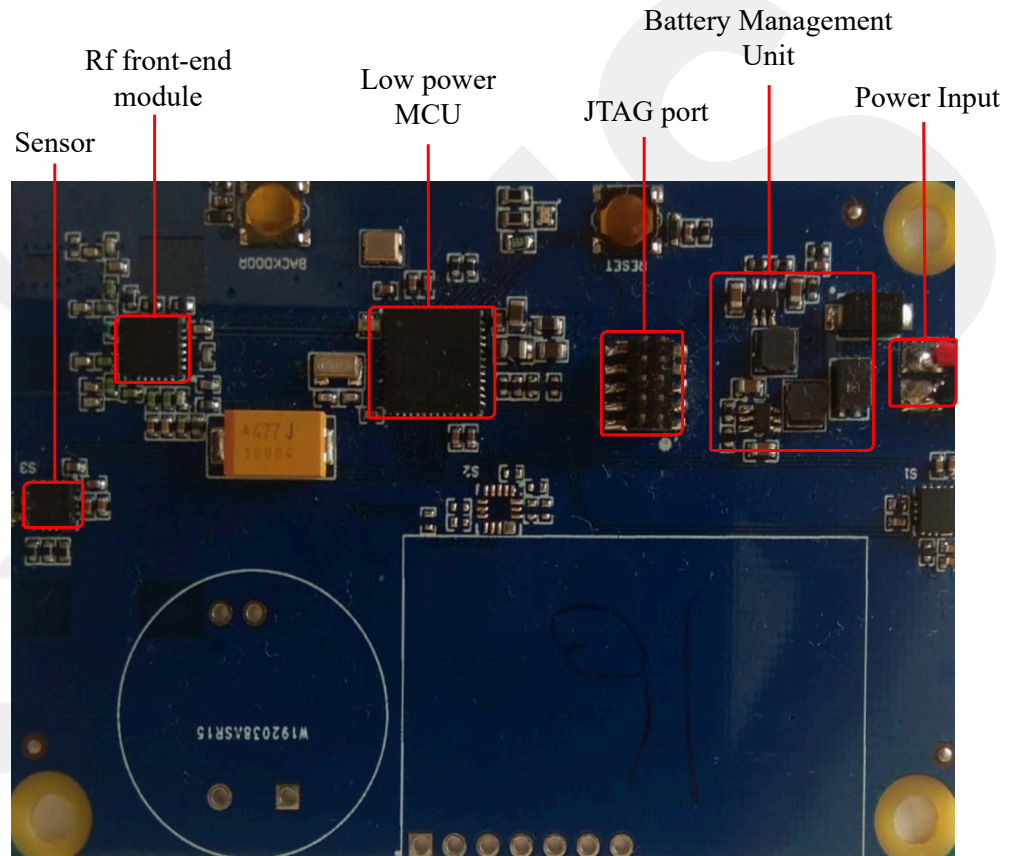 Battery Management
Unit
Rf front-end
module
Low power
MCU
Power Input
JTAG port
Sensor
BACKDOOR
RESET
477J
10004
S3
S2
S1
W192038ASR15